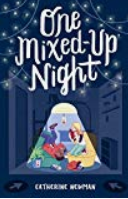 One
Mixed-Up
Night
CATHERINE NEWMAN